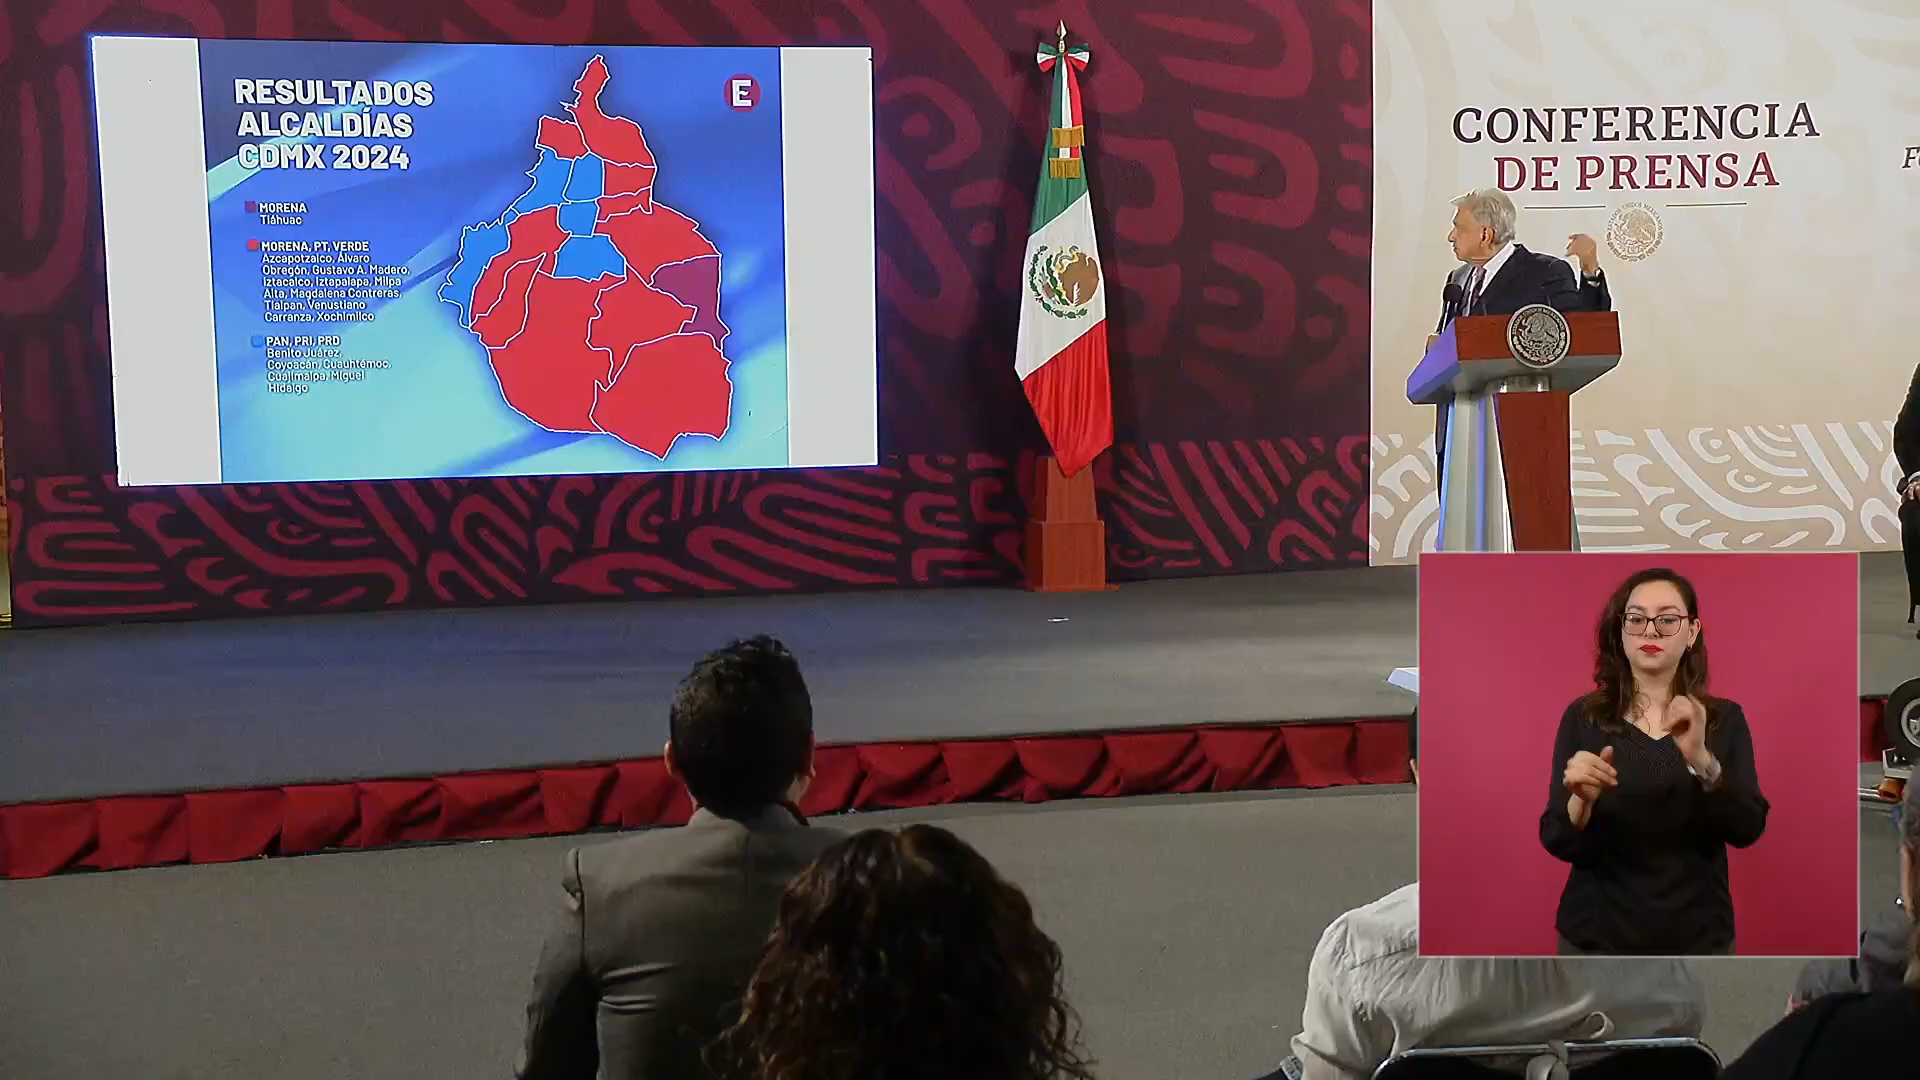 RESULTADOS
ALCALDÍAS
CDMX 2024
E
MORENA
Tláhuac
MORENA, PT, VERDE
Azcapotzalco, Álvaro
Obregón, Gustavo A. Madero,
Iztacalco, Iztapalapa, Milpa
Alta, Magdalena Contreras,
Tlalpan, Venustiano
Carranza, Xochimilco
PAN, PRI, PRD
Benito Juárez,
Coyoacán, Cuauhtémoc,
Cuajimalpa, Miguel
Hidalgo
CONFERENCIA
DE PRENSA